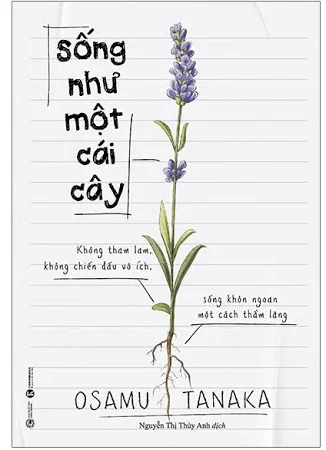 sống
như
một
cái
cây
Không tham lam,
không chiến đấu vô ích,
sống khôn ngoan
một cách thầm lặng
OSAMU TANAKA
Nguyễn Thị Thúy Anh dịch